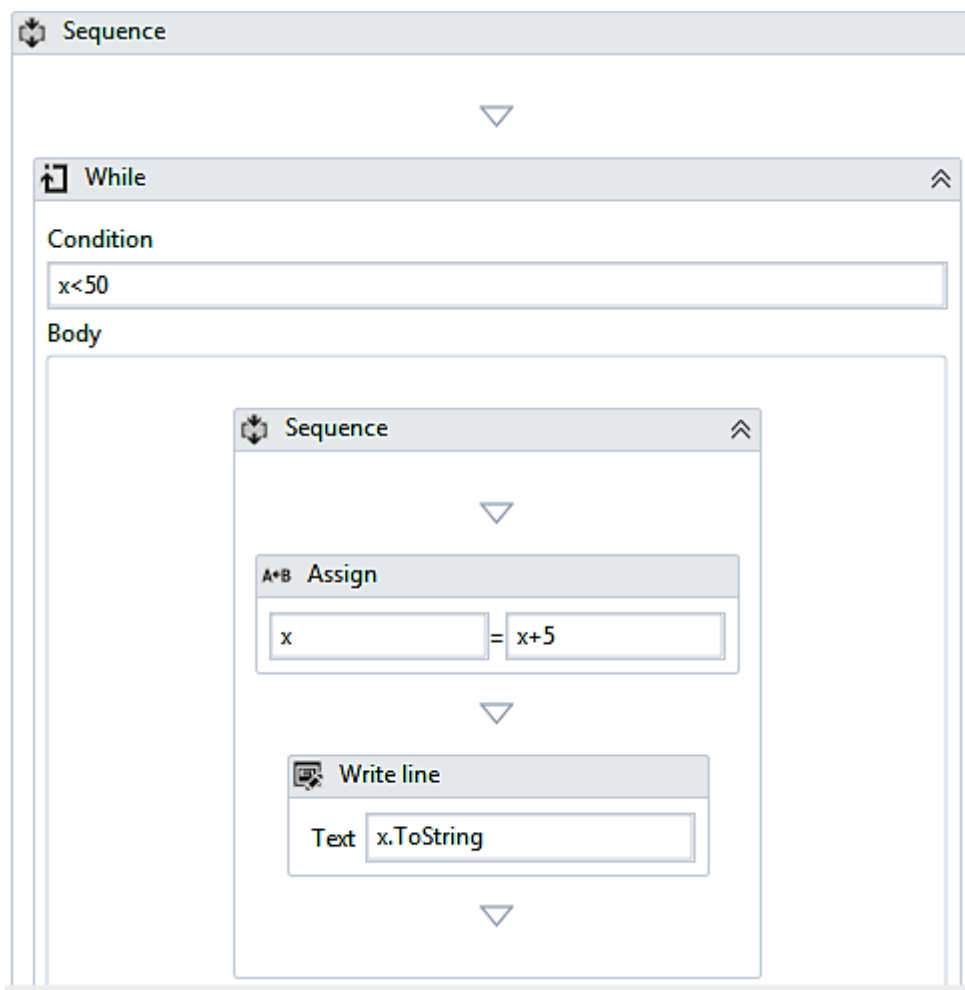 Sequence
While
Condition
x<50
Body
Sequence
A+B Assign
x = x+5
Write line
Text x.ToString